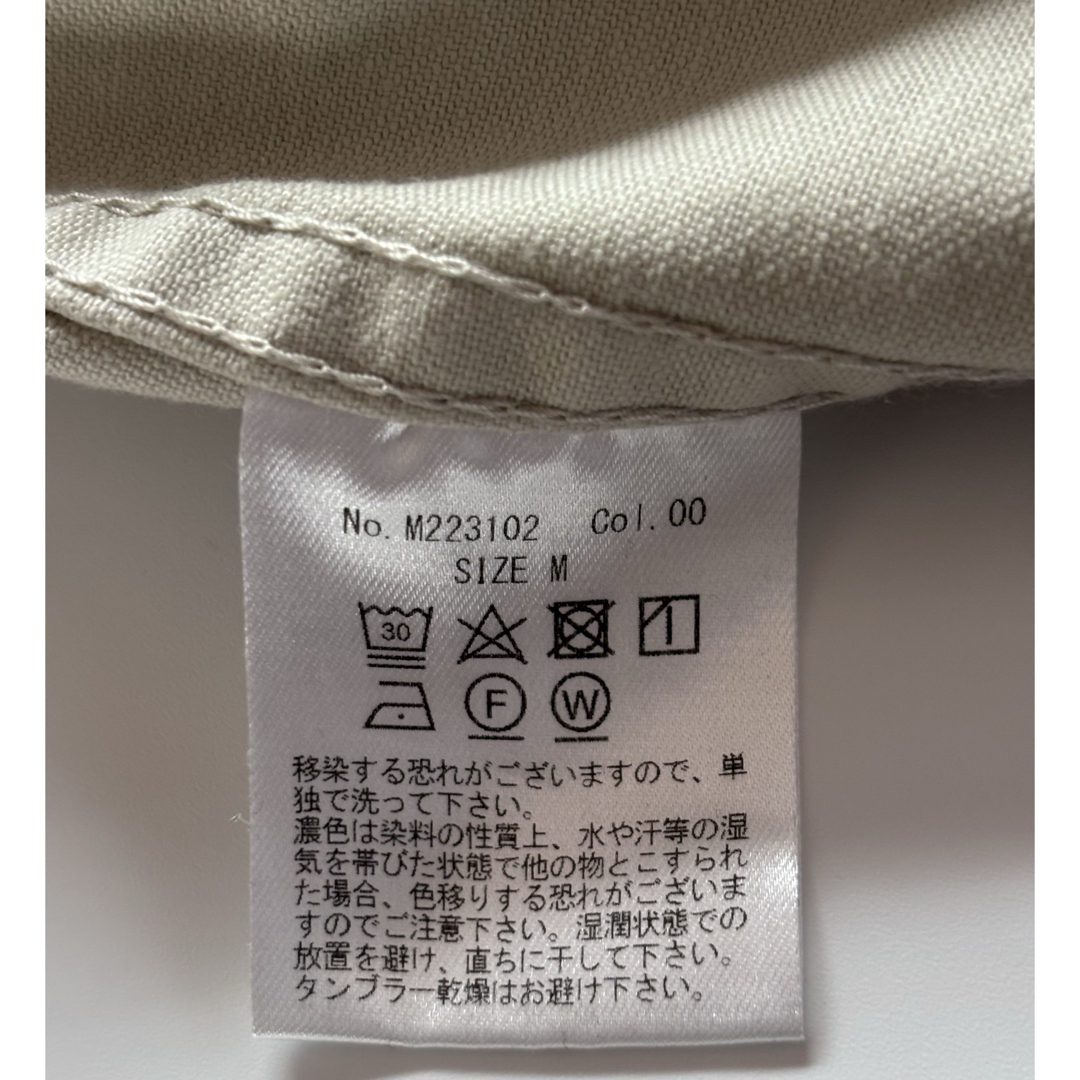 No. M223102 Col.00
SIZE M
30
F W
移染する恐れがございますので、単
独で洗って下さい。
濃色は染料の性質上、水や汗等の湿
気を帯びた状態で他の物とこすられ
た場合、色移りする恐れがございま
すのでご注意下さい。湿潤状態での
放置を避け、直ちに干して下さい。
タンブラー乾燥はお避け下さい。